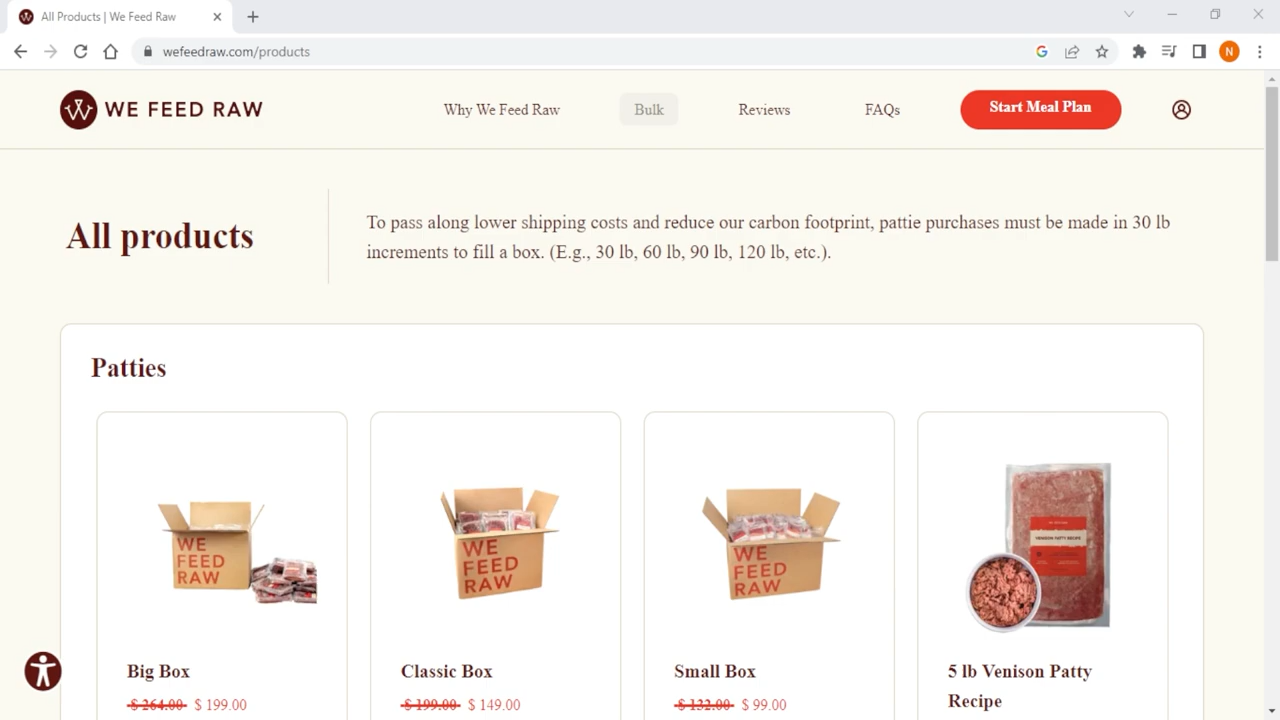 All Products | We Feed Raw
wefeedraw.com/products
N
WE FEED RAW
Why We Feed Raw
Bulk
Reviews
FAQs
Start Meal Plan
All products
To pass along lower shipping costs and reduce our carbon footprint, pattie purchases must be made in 30 lb
increments to fill a box. (E.g., 30 lb, 60 lb, 90 lb, 120 lb, etc.).
Patties
WE
FEED
RAW
WE
FEED
RAW
WE
FEED
RAW
VENISON PATTY RECIPE
Big Box
$ 264.00 $ 199.00
Classic Box
$ 199.00 $ 149.00
Small Box
$ 132.00 $ 99.00
5 lb Venison Patty
Recipe